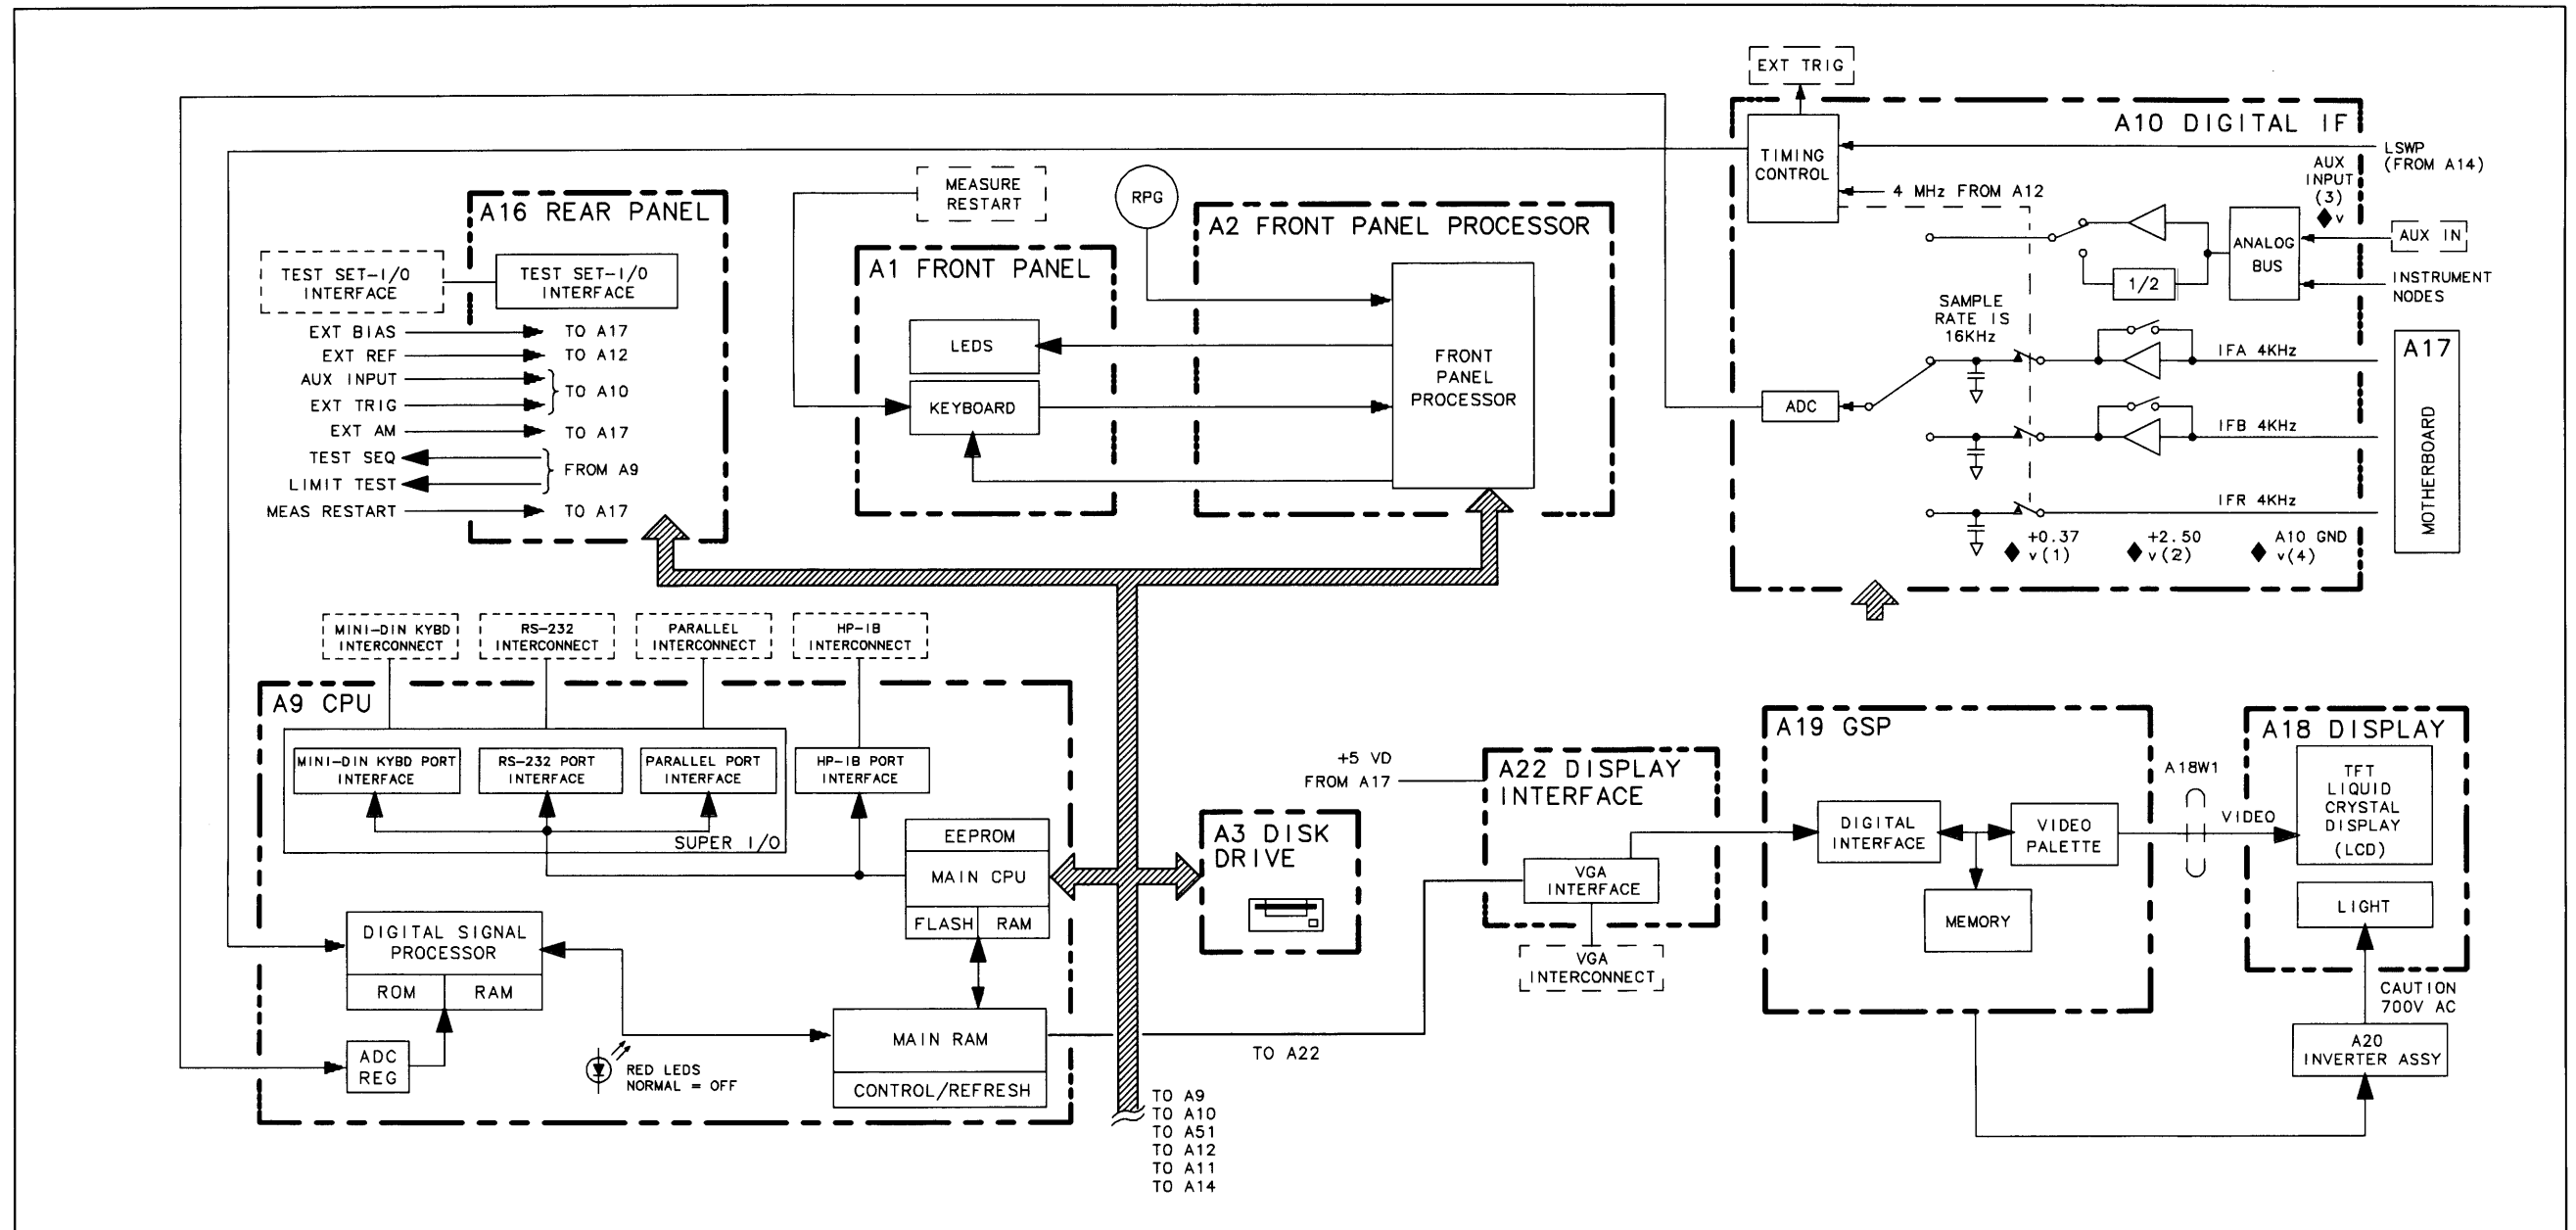 EXT TRIG
A10 DIGITAL IF
TIMING
CONTROL
LSWP
(FROM A14)
4 MHz FROM A12
AUX
INPUT
(3)
v
ANALOG
BUS
AUX IN
INSTRUMENT
NODES
1/2
SAMPLE
RATE IS
16KHz
IFA 4KHz
IFB 4KHz
IFR 4KHz
ADC
+0.37
v(1)
+2.50
v(2)
A10 GND
v(4)
A17
MOTHERBOARD
MEASURE
RESTART
RPG
A16 REAR PANEL
TEST SET-I/O
INTERFACE
TEST SET-I/O
INTERFACE
EXT BIAS
TO A17
EXT REF
TO A12
AUX INPUT
EXT TRIG
TO A10
EXT AM
TO A17
TEST SEQ
LIMIT TEST
FROM A9
MEAS RESTART
TO A17
A1 FRONT PANEL
LEDS
KEYBOARD
A2 FRONT PANEL PROCESSOR
FRONT
PANEL
PROCESSOR
MINI-DIN KYBD
INTERCONNECT
RS-232
INTERCONNECT
PARALLEL
INTERCONNECT
HP-IB
INTERCONNECT
A9 CPU
MINI-DIN KYBD PORT
INTERFACE
RS-232 PORT
INTERFACE
PARALLEL PORT
INTERFACE
HP-IB PORT
INTERFACE
SUPER I/O
EEPROM
MAIN CPU
FLASH
RAM
DIGITAL SIGNAL
PROCESSOR
ROM
RAM
ADC
REG
RED LEDS
NORMAL = OFF
MAIN RAM
CONTROL/REFRESH
TO A9
TO A10
TO A51
TO A12
TO A11
TO A14
A3 DISK
DRIVE
TO A22
+5 VD
FROM A17
A22 DISPLAY
INTERFACE
VGA
INTERFACE
VGA
INTERCONNECT
A19 GSP
DIGITAL
INTERFACE
VIDEO
PALETTE
MEMORY
A18W1
VIDEO
A18 DISPLAY
TFT
LIQUID
CRYSTAL
DISPLAY
(LCD)
LIGHT
CAUTION
700V AC
A20
INVERTER ASSY